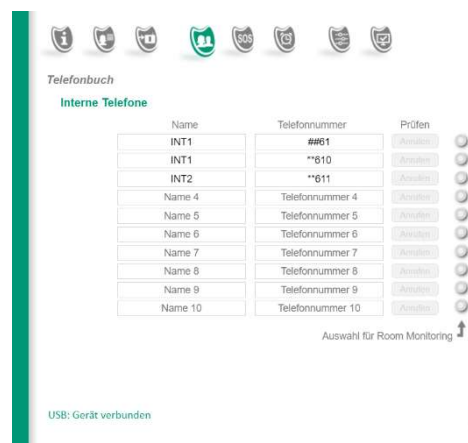 SOS
Telefonbuch
Interne Telefone
Name Telefonnummer Prüfen
INT1 ##61 Anrufen
INT1 **610 Anrufen
INT2 **611 Anrufen
Name 4 Telefonnummer 4 Anrufen
Name 5 Telefonnummer 5 Anrufen
Name 6 Telefonnummer 6 Anrufen
Name 7 Telefonnummer 7 Anrufen
Name 8 Telefonnummer 8 Anrufen
Name 9 Telefonnummer 9 Anrufen
Name 10 Telefonnummer 10 Anrufen
Auswahl für Room Monitoring
USB: Gerät verbunden